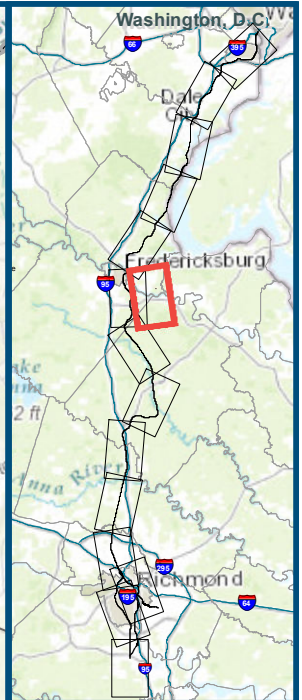 Washington, D.C.
66
395
Dale
City
Fredericksburg
95
2 ft
Anna River
295
Richmond
195
64
95